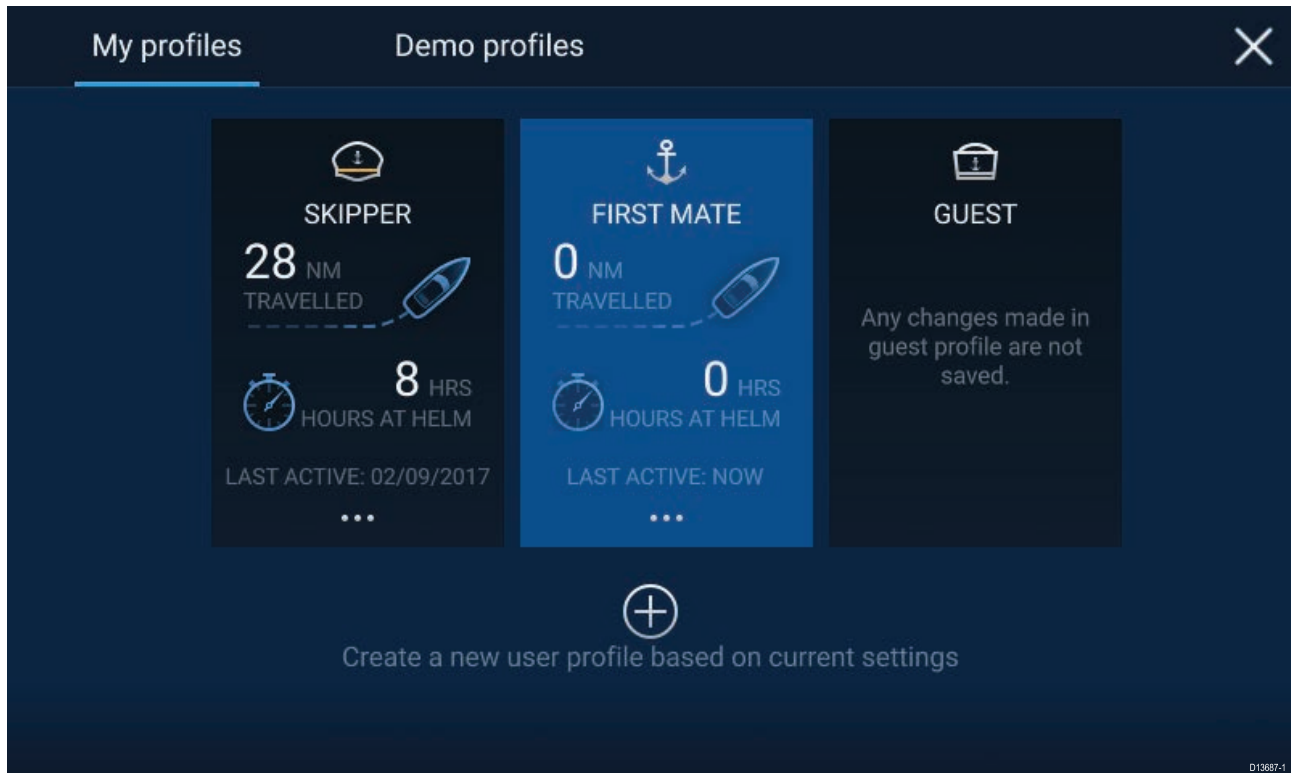 My profiles
Demo profiles
SKIPPER
28 NM
TRAVELLED
8 HRS
HOURS AT HELM
LAST ACTIVE: 02/09/2017
FIRST MATE
0 NM
TRAVELLED
0 HRS
HOURS AT HELM
LAST ACTIVE: NOW
GUEST
Any changes made in
guest profile are not
saved.
Create a new user profile based on current settings
D13687-1